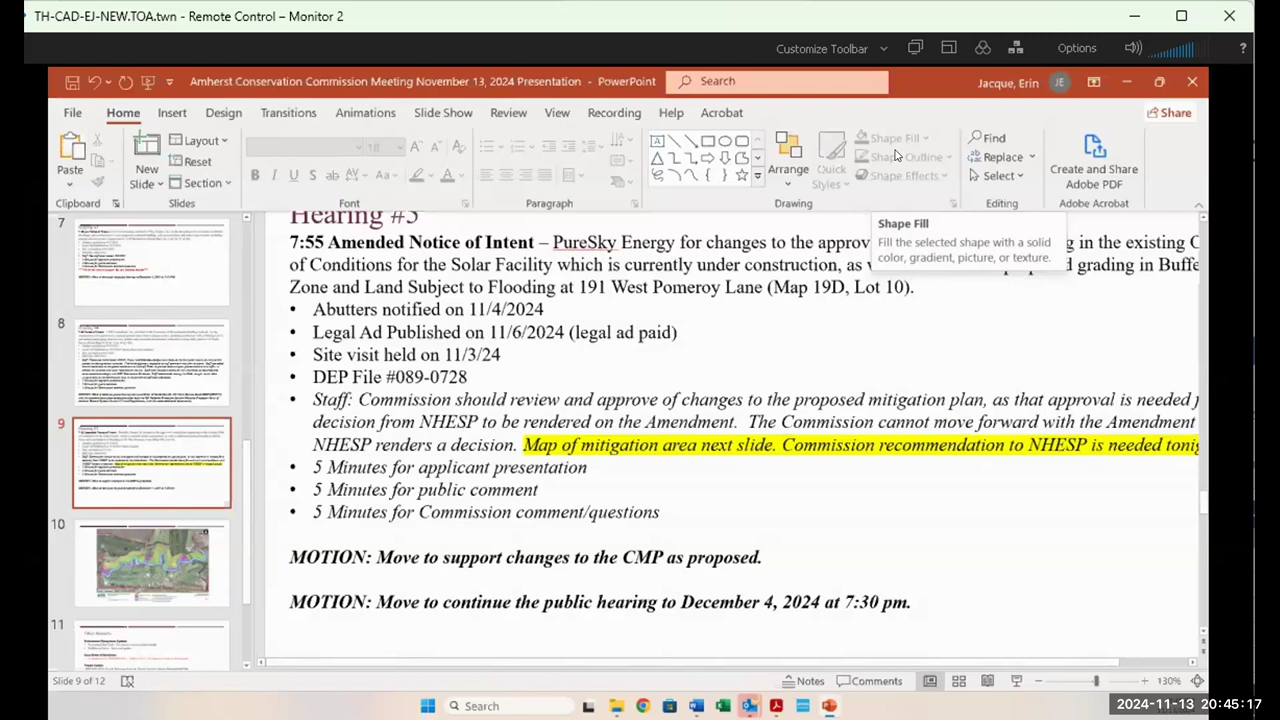 TH-CAD-EJ-NEW.TOA.twn - Remote Control – Monitor 2
Customize Toolbar
Options
?
Amherst Conservation Commission Meeting November 13, 2024 Presentation - PowerPoint
Search
Jacque, Erin
JE
File Home Insert Design Transitions Animations Slide Show Review View Recording Help Acrobat
Share
Paste
New
Slide
Layout
Reset
Section
18
B I U S ab AV Aa
Arrange
Quick
Styles
Shape Fill
Shape Outline
Shape Effects
Find
Replace
Select
Create and Share
Adobe PDF
Clipboard
Slides
Font
Paragraph
Drawing
Editing
Adobe Acrobat
Shape Fill
Fill the selected shape with a solid
color, gradient, picture, or texture.
7
8
9
10
11
Hearing #5
7:55 Amended Notice of Intent – PureSky Energy for changes to the approv in the existing O
of Conditions for the Solar Facility which is currently under cons as grading in Buffe
Zone and Land Subject to Flooding at 191 West Pomeroy Lane (Map 19D, Lot 10).
• Abutters notified on 11/4/2024
• Legal Ad Published on 11/6/2024 (legal ad paid)
• Site visit held on 11/3/24
• DEP File #089-0728
• Staff: Commission should review and approve of changes to the proposed mitigation plan, as that approval is needed f
decision from NHESP to be rendered on the Amendment. The Commission cannot move forward with the Amendment
NHESP renders a decision. Map of mitigation area next slide. Commission recommendation to NHESP is needed tonig
• 5 Minutes for applicant presentation
• 5 Minutes for public comment
• 5 Minutes for Commission comment/questions
MOTION: Move to support changes to the CMP as proposed.
MOTION: Move to continue the public hearing to December 4, 2024 at 7:30 pm.
Slide 9 of 12
Notes
Comments
130%
Search
2024-11-13 20:45:17